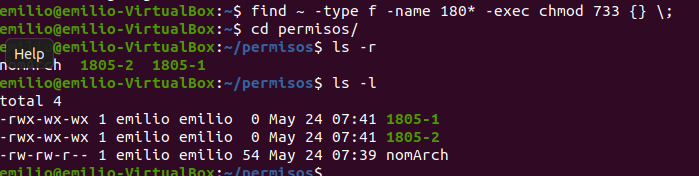 emilio@emilio-VirtualBox:~$ find ~ -type f -name 180* -exec chmod 733 {} \;
emilio@emilio-VirtualBox:~$ cd permisos/
emilio@emilio-VirtualBox:~/permisos$ ls -r
Help
nomArch 1805-2 1805-1
emilio@emilio-VirtualBox:~/permisos$ ls -l
total 4
-rwx-wx-wx 1 emilio emilio 0 May 24 07:41 1805-1
-rwx-wx-wx 1 emilio emilio 0 May 24 07:41 1805-2
-rw-rw-r-- 1 emilio emilio 54 May 24 07:39 nomArch
emilio@emilio-VirtualBox:~/permisos$